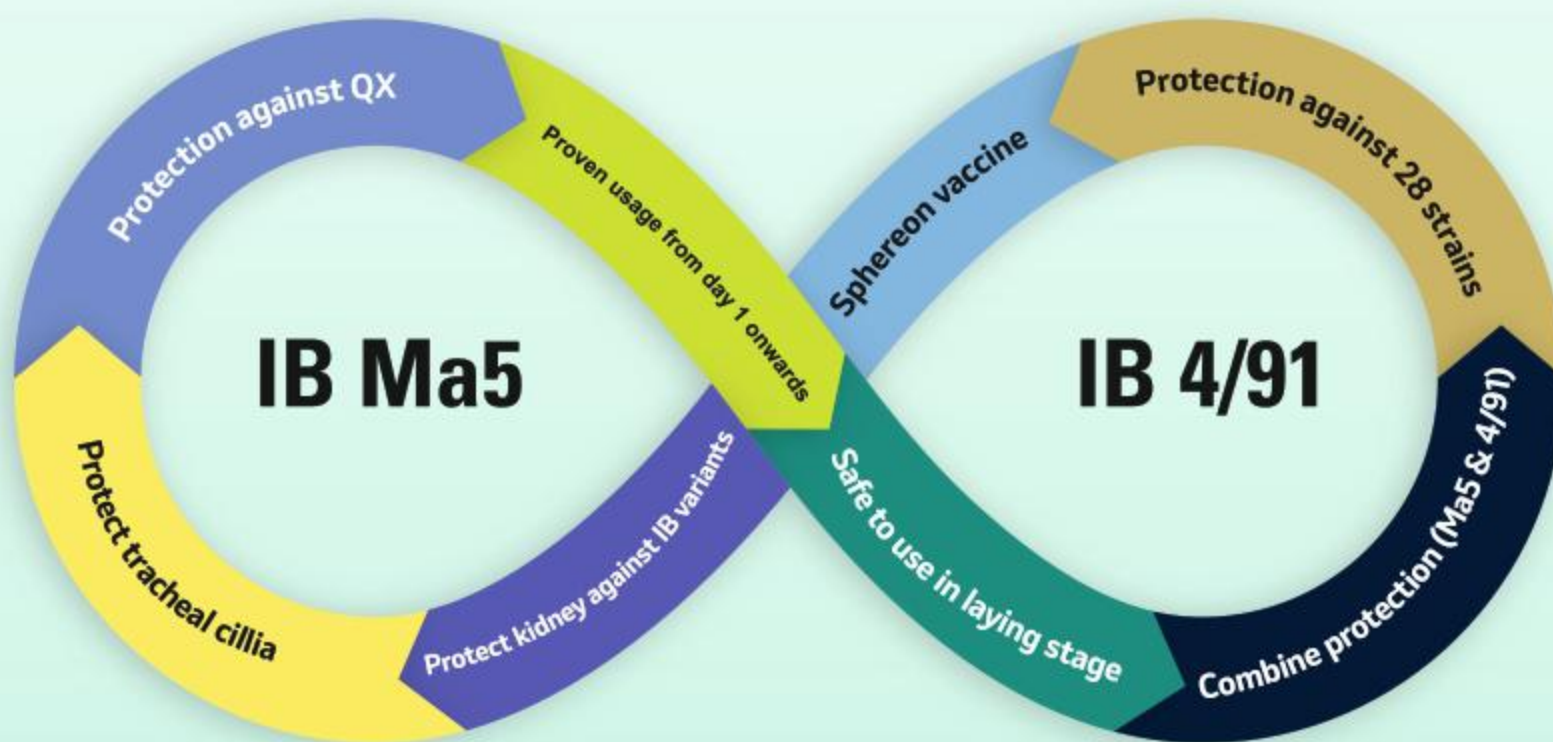 Protection against QX
Proven usage from day 1 onwards
Sphereon vaccine
Protection against 28 strains
IB Ma5
IB 4/91
Protect tracheal cillia
Protect kidney against IB variants
Safe to use in laying stage
Combine protection (Ma5 & 4/91)